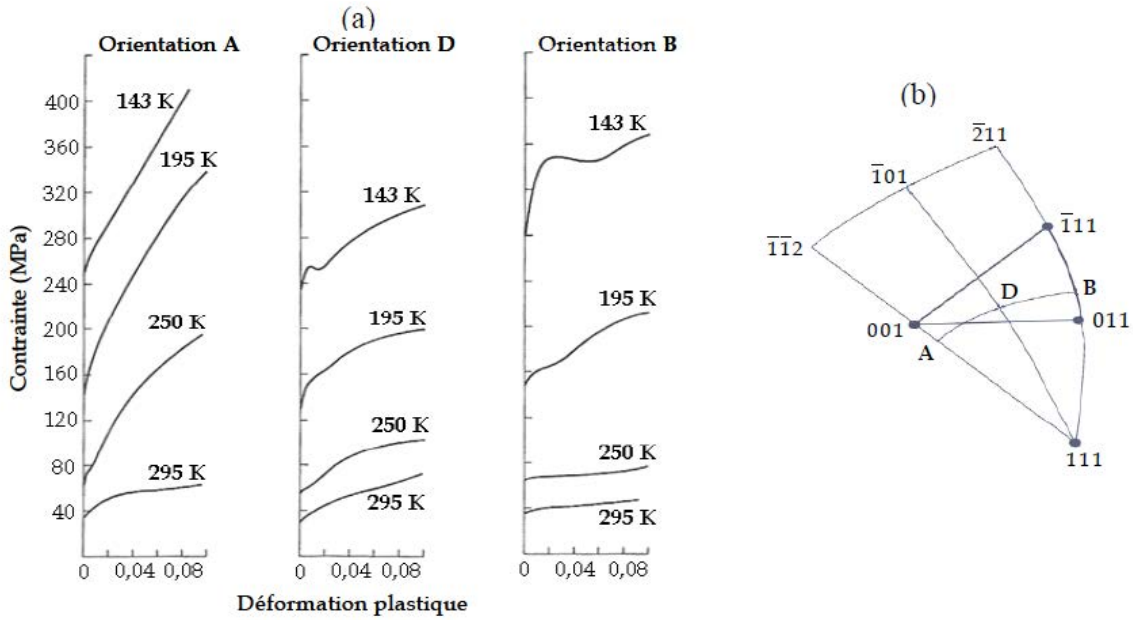 (a)
Orientation A
Orientation D
Orientation B
Contrainte (MPa)
400
360
320
280
240
200
160
120
80
40
143 K
195 K
250 K
295 K
0 0,04 0,08
143 K
195 K
250 K
295 K
0 0,04 0,08
143 K
195 K
250 K
295 K
0 0,04 0,08
Déformation plastique
(b)
2̅11
1̅01
1̅11
1̅1̅2
D
B
001
011
A
111